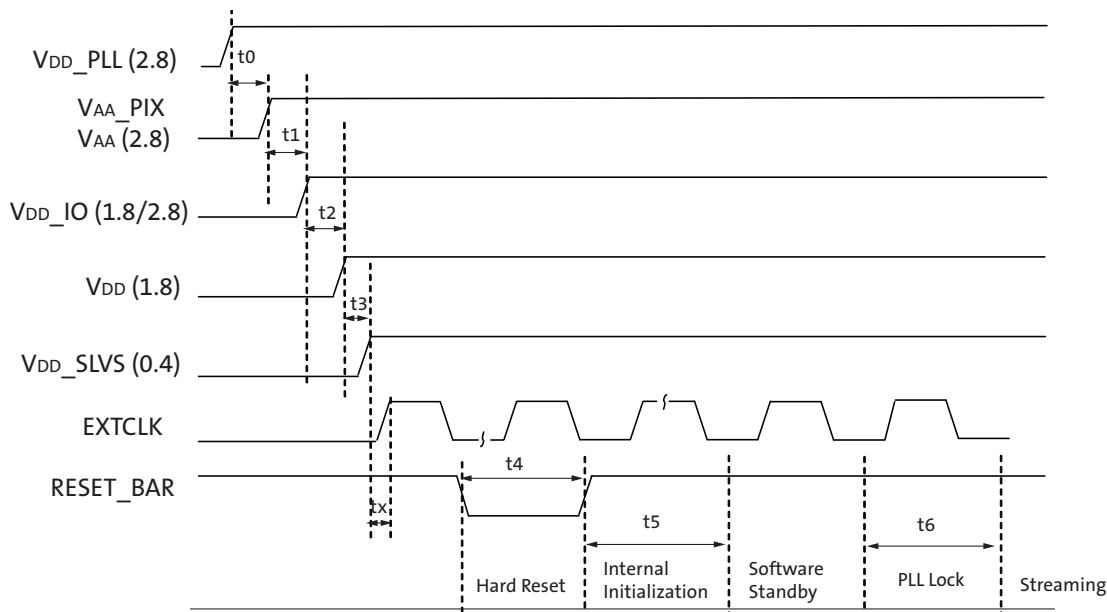 VDD_PLL (2.8)
t0
VAA_PIX
VAA (2.8)
t1
VDD_IO (1.8/2.8)
t2
VDD (1.8)
t3
VDD_SLVS (0.4)
EXTCLK
RESET_BAR
t4
tx
t5
t6
Hard Reset
Internal
Initialization
Software
Standby
PLL Lock
Streaming